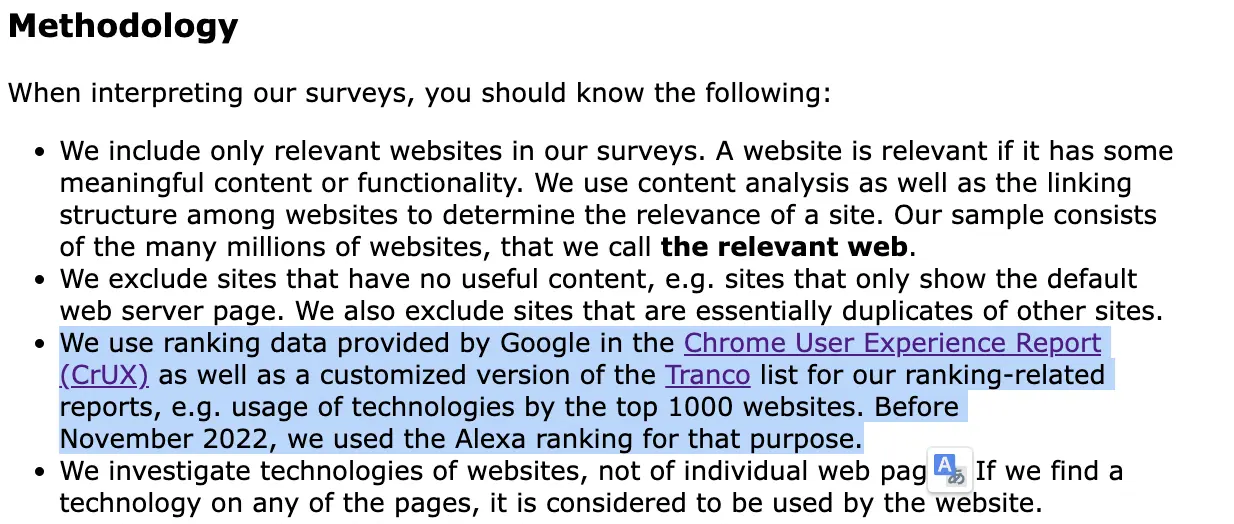 Methodology
When interpreting our surveys, you should know the following:
• We include only relevant websites in our surveys. A website is relevant if it has some
meaningful content or functionality. We use content analysis as well as the linking
structure among websites to determine the relevance of a site. Our sample consists
of the many millions of websites, that we call the relevant web.
• We exclude sites that have no useful content, e.g. sites that only show the default
web server page. We also exclude sites that are essentially duplicates of other sites.
• We use ranking data provided by Google in the Chrome User Experience Report
(CrUX) as well as a customized version of the Tranco list for our ranking-related
reports, e.g. usage of technologies by the top 1000 websites. Before
November 2022, we used the Alexa ranking for that purpose.
• We investigate technologies of websites, not of individual web pag A あ If we find a
technology on any of the pages, it is considered to be used by the website.